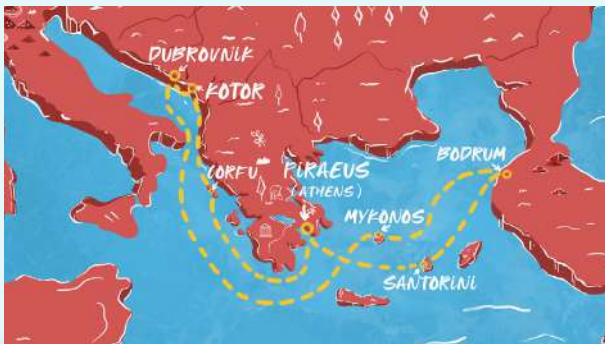 DUBROVNIK
KOTOR
CORFU
PIRAEUS
(ATHENS)
BODRUM
MYKONOS
SANTORINI